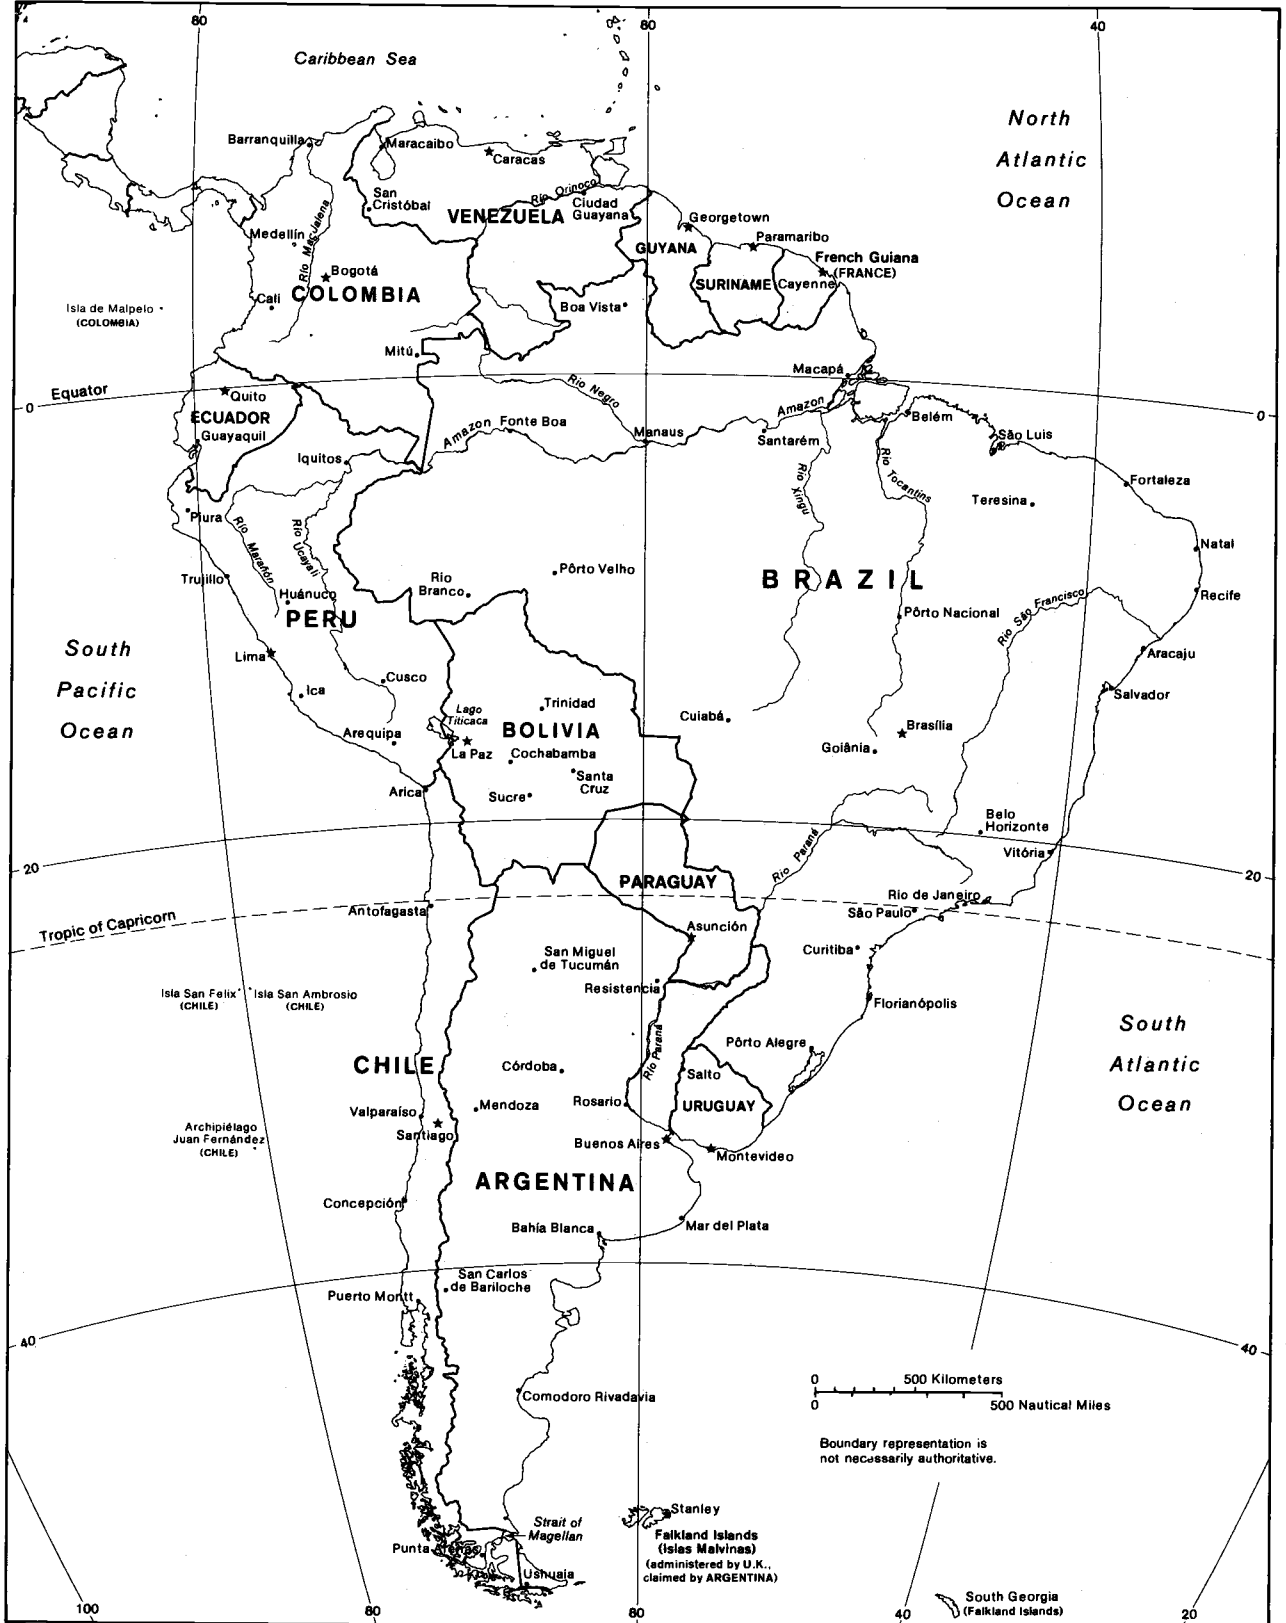 80
80
40
Caribbean Sea
North
Atlantic
Ocean
Barranquilla
Maracaibo
Caracas
San
Cristóbal
Río Orinoco
Ciudad
Guayana
VENEZUELA
Georgetown
Paramaribo
GUYANA
French Guiana
(FRANCE)
SURINAME
Cayenne
Medellín
Río Magdalena
Bogotá
COLOMBIA
Cali
Isla de Malpelo
(COLOMBIA)
Boa Vista
Mitú
Macapá
Equator
0
0
Quito
ECUADOR
Guayaquil
Rio Negro
Amazon
Fonte Boa
Manaus
Amazon
Santarém
Belém
São Luis
Iquitos
Rio Xingu
Rio Tocantins
Fortaleza
Teresina
Piura
Río Marañón
Río Ucayali
Natal
Trujillo
Pôrto Velho
BRAZIL
Rio
Branco
Recife
Huánuco
PERU
Pôrto Nacional
Rio São Francisco
South
Pacific
Ocean
Lima
Aracaju
Cusco
Ica
Salvador
Lago
Titicaca
Trinidad
Cuiabá
Arequipa
BOLIVIA
Brasília
La Paz
Cochabamba
Goiânia
Santa
Cruz
Arica
Sucre
Belo
Horizonte
Vitória
Rio Paraná
20
20
PARAGUAY
Rio de Janeiro
São Paulo
Antofagasta
Tropic of Capricorn
Asunción
San Miguel
de Tucumán
Curitiba
Resistencia
Isla San Felix
(CHILE)
Isla San Ambrosio
(CHILE)
Florianópolis
South
Atlantic
Ocean
Río Paraná
Pôrto Alegre
CHILE
Córdoba
Salto
Rosario
URUGUAY
Valparaíso
Mendoza
Santiago
Archipiélago
Juan Fernández
(CHILE)
Buenos Aires
Montevideo
ARGENTINA
Concepción
Bahía Blanca
Mar del Plata
San Carlos
de Bariloche
Puerto Montt
40
40
0 500 Kilometers
0 500 Nautical Miles
Comodoro Rivadavia
Boundary representation is
not necessarily authoritative.
Stanley
Strait of
Magellan
Falkland Islands
(Islas Malvinas)
(administered by U.K.,
claimed by ARGENTINA)
Punta Arenas
Ushuaia
South Georgia
(Falkland Islands)
100
80
60
40
20